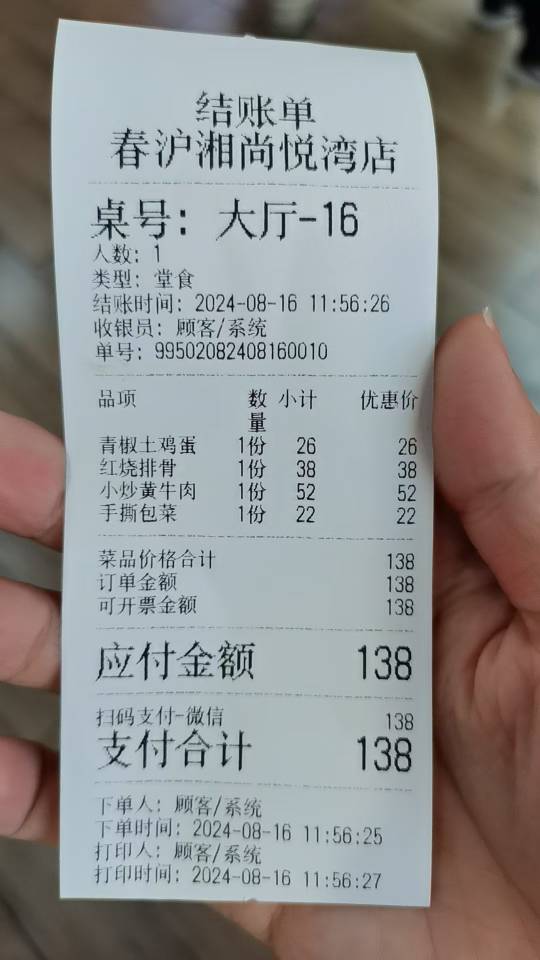 结账单
春沪湘尚悦湾店
桌号：大厅-16
人数：1
类型：堂食
结账时间：2024-08-16 11:56:26
收银员：顾客/系统
单号：99502082408160010
品项 数量 小计 优惠价
青椒土鸡蛋 1份 26 26
红烧排骨 1份 38 38
小炒黄牛肉 1份 52 52
手撕包菜 1份 22 22
菜品价格合计 138
订单金额 138
可开票金额 138
应付金额 138
扫码支付-微信 138
支付合计 138
下单人：顾客/系统
下单时间：2024-08-16 11:56:25
打印人：顾客/系统
打印时间：2024-08-16 11:56:27